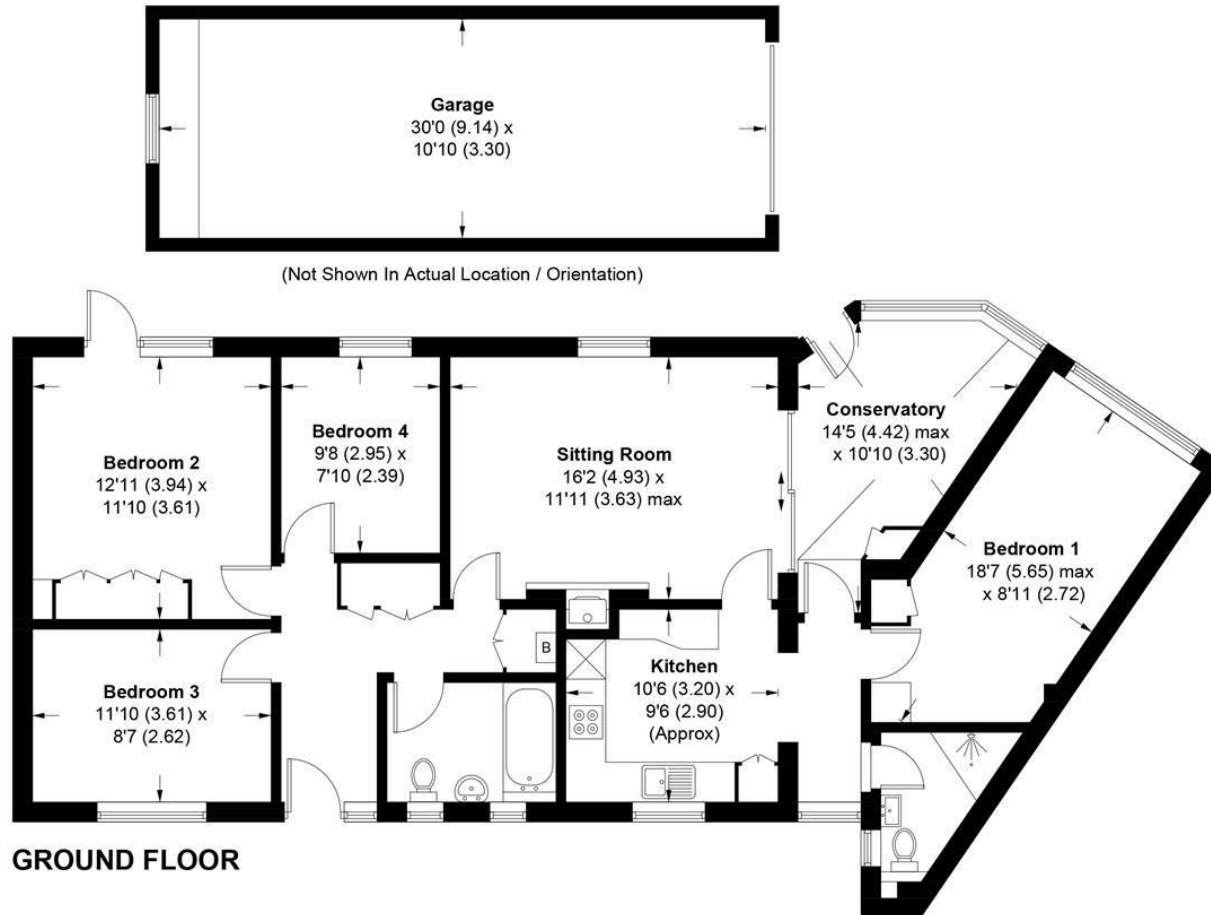 Garage
30'0 (9.14) x
10'10 (3.30)
(Not Shown In Actual Location / Orientation)
Bedroom 2
12'11 (3.94) x
11'10 (3.61)
Bedroom 4
9'8 (2.95) x
7'10 (2.39)
Sitting Room
16'2 (4.93) x
11'11 (3.63) max
Conservatory
14'5 (4.42) max
x 10'10 (3.30)
Bedroom 1
18'7 (5.65) max
x 8'11 (2.72)
Bedroom 3
11'10 (3.61) x
8'7 (2.62)
B
Kitchen
10'6 (3.20) x
9'6 (2.90)
(Approx)
GROUND FLOOR